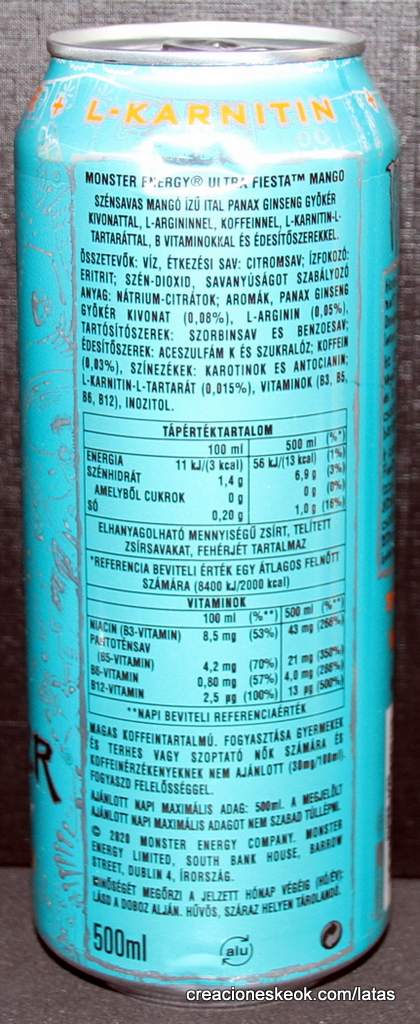 L-KARNITIN
MONSTER ENERGY® ULTRA FIESTA™ MANGO
SZÉNSAVAS MANGÓ ÍZŰ ITAL PANAX GINSENG GYÖKÉR
KIVONATTAL, L-ARGININNEL, KOFFEINNEL, L-KARNITIN-L-
TARTARÁTTAL, B VITAMINOKKAL ÉS ÉDESÍTŐSZEREKKEL.
ÖSSZETEVŐK: VÍZ, ÉTKEZÉSI SAV: CITROMSAV; ÍZFOKOZÓ:
ERITRIT; SZÉN-DIOXID, SAVANYÚSÁGOT SZABÁLYOZÓ
ANYAG: NÁTRIUM-CITRÁTOK; AROMÁK, PANAX GINSENG
GYÖKÉR KIVONAT (0,08%), L-ARGININ (0,05%),
TARTÓSÍTÓSZEREK: SZORBINSAV ES BENZOESAV;
ÉDESÍTŐSZEREK: ACESZULFÁM K ÉS SZUKRALÓZ; KOFFEIN
(0,03%), SZÍNEZÉKEK: KAROTINOK ES ANTOCIANIN;
L-KARNITIN-L-TARTARÁT (0,015%), VITAMINOK (B3, B5,
B6, B12), INOZITOL.
TÁPÉRTÉKTARTALOM
100 ml 500 ml (%*)
ENERGIA 11 kJ/(3 kcal) 56 kJ/(13 kcal) (1%)
SZÉNHIDRÁT 1,4 g 6,9 g (3%)
AMELYBŐL CUKROK 0 g 0 g (0%)
SÓ 0,20 g 1,0 g (16%)
ELHANYAGOLHATÓ MENNYISÉGŰ ZSÍRT, TELÍTETT
ZSÍRSAVAKAT, FEHÉRJÉT TARTALMAZ
*REFERENCIA BEVITELI ÉRTÉK EGY ÁTLAGOS FELNŐTT
SZÁMÁRA (8400 kJ/2000 kcal)
VITAMINOK
100 ml (%**) 500 ml (%**)
NIACIN (B3-VITAMIN) 8,5 mg (53%) 43 mg (266%)
PANTOTÉNSAV
(B5-VITAMIN) 4,2 mg (70%) 21 mg (350%)
B6-VITAMIN 0,80 mg (57%) 4,0 mg (286%)
B12-VITAMIN 2,5 µg (100%) 13 µg (500%)
**NAPI BEVITELI REFERENCIAÉRTÉK
MAGAS KOFFEINTARTALMÚ. FOGYASZTÁSA GYERMEKEK
ÉS TERHES VAGY SZOPTATÓ NŐK SZÁMÁRA ÉS
KOFFEINÉRZÉKENYEKNEK NEM AJÁNLOTT (30mg/100ml).
FOGYASZD FELELŐSSÉGGEL.
AJÁNLOTT NAPI MAXIMÁLIS ADAG: 500ml. A MEGJELÖLT
AJÁNLOTT NAPI MAXIMÁLIS ADAGOT NEM SZABAD TÚLLÉPNI.
© 2020 MONSTER ENERGY COMPANY. MONSTER
ENERGY LIMITED, SOUTH BANK HOUSE, BARROW
STREET, DUBLIN 4, ÍRORSZÁG.
MINŐSÉGÉT MEGŐRZI A JELZETT HÓNAP VÉGÉIG (HÓ/ÉV):
LÁSD A DOBOZ ALJÁN. HŰVÖS, SZÁRAZ HELYEN TÁROLANDÓ.
500ml
alu
creacioneskeok.com/latas